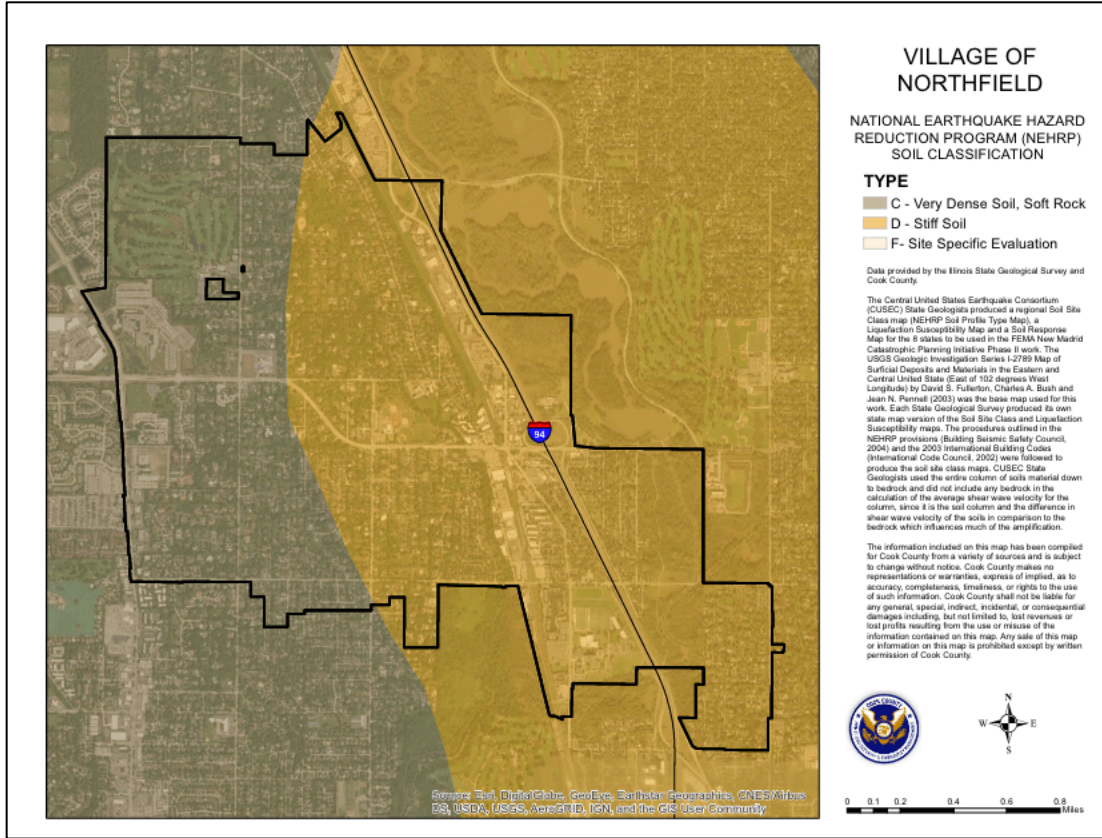 VILLAGE OF
NORTHFIELD
NATIONAL EARTHQUAKE HAZARD
REDUCTION PROGRAM (NEHRP)
SOIL CLASSIFICATION
TYPE
C - Very Dense Soil, Soft Rock
D - Stiff Soil
F- Site Specific Evaluation
Data provided by the Illinois State Geological Survey and
Cook County.
The Central United States Earthquake Consortium
(CUSEC) State Geologists produced a regional Soil Site
Class map (NEHRP Soil Profile Type Map), a
Liquefaction Susceptibility Map and a Soil Response
Map for the 8 states to be used in the FEMA New Madrid
Catastrophic Planning Initiative Phase II work. The
USGS Geologic Investigation Series I-2789 Map of
Surficial Deposits and Materials in the Eastern and
Central United State (East of 102 degrees West
Longitude) by David S. Fullerton, Charles A. Bush and
Jean N. Pennell (2003) was the base map used for this
work. Each State Geological Survey produced its own
state map version of the Soil Site Class and Liquefaction
Susceptibility maps. The procedures outlined in the
NEHRP provisions (Building Seismic Safety Council,
2004) and the 2003 International Building Codes
(International Code Council, 2002) were followed to
produce the soil site class maps. CUSEC State
Geologists used the entire column of soils material down
to bedrock and did not include any bedrock in the
calculation of the average shear wave velocity for the
column, since it is the soil column and the difference in
shear wave velocity of the soils in comparison to the
bedrock which influences much of the amplification.
The information included on this map has been compiled
for Cook County from a variety of sources and is subject
to change without notice. Cook County makes no
representations or warranties, express of implied, as to
accuracy, completeness, timeliness, or rights to the use
of such information. Cook County shall not be liable for
any general, special, indirect, incidental, or consequential
damages including, but not limited to, lost revenues or
lost profits resulting from the use or misuse of the
information contained on this map. Any sale of this map
or information on this map is prohibited except by written
permission of Cook County.
94
N
W E
S
0 0.1 0.2 0.4 0.6 0.8
Miles
Source: Esri, DigitalGlobe, GeoEye, Earthstar Geographics, CNES/Airbus
DS, USDA, USGS, AeroGRID, IGN, and the GIS User Community